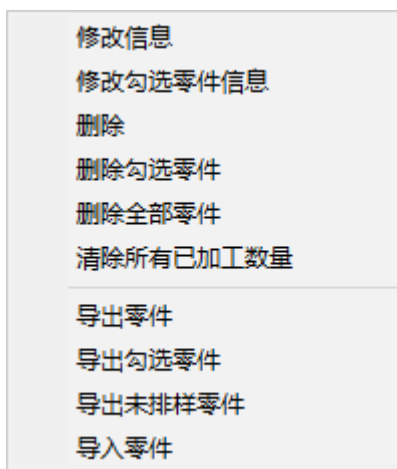 修改信息
修改勾选零件信息
删除
删除勾选零件
删除全部零件
清除所有已加工数量
导出零件
导出勾选零件
导出未排样零件
导入零件